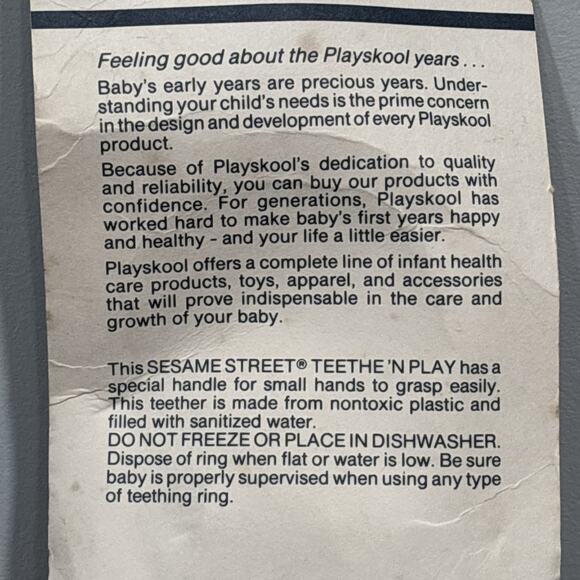 Feeling good about the Playskool years...
Baby's early years are precious years. Under-
standing your child's needs is the prime concern
in the design and development of every Playskool
product.
Because of Playskool's dedication to quality
and reliability, you can buy our products with
confidence. For generations, Playskool has
worked hard to make baby's first years happy
and healthy - and your life a little easier.
Playskool offers a complete line of infant health
care products, toys, apparel, and accessories
that will prove indispensable in the care and
growth of your baby.
This SESAME STREET® TEETHE 'N PLAY has a
special handle for small hands to grasp easily.
This teether is made from nontoxic plastic and
filled with sanitized water.
DO NOT FREEZE OR PLACE IN DISHWASHER.
Dispose of ring when flat or water is low. Be sure
baby is properly supervised when using any type
of teething ring.